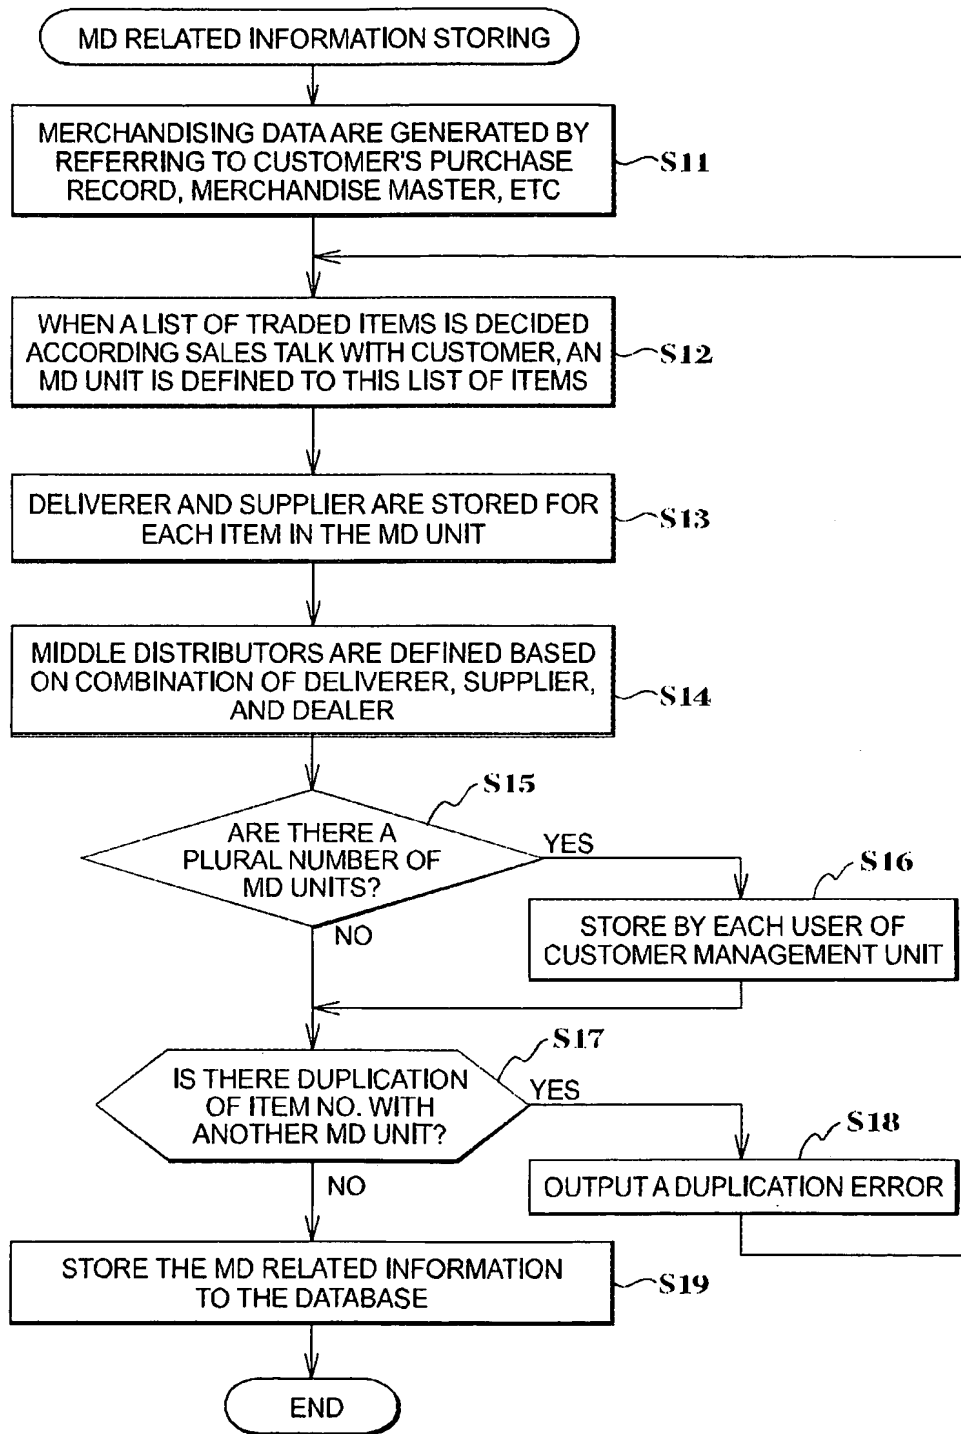 MD RELATED INFORMATION STORING
MERCHANDISING DATA ARE GENERATED BY
REFERRING TO CUSTOMER'S PURCHASE
RECORD, MERCHANDISE MASTER, ETC
S11
WHEN A LIST OF TRADED ITEMS IS DECIDED
ACCORDING SALES TALK WITH CUSTOMER, AN
MD UNIT IS DEFINED TO THIS LIST OF ITEMS
S12
DELIVERER AND SUPPLIER ARE STORED FOR
EACH ITEM IN THE MD UNIT
S13
MIDDLE DISTRIBUTORS ARE DEFINED BASED
ON COMBINATION OF DELIVERER, SUPPLIER,
AND DEALER
S14
S15
ARE THERE A
PLURAL NUMBER OF
MD UNITS?
YES
NO
S16
STORE BY EACH USER OF
CUSTOMER MANAGEMENT UNIT
S17
IS THERE DUPLICATION
OF ITEM NO. WITH
ANOTHER MD UNIT?
YES
NO
S18
OUTPUT A DUPLICATION ERROR
STORE THE MD RELATED INFORMATION
TO THE DATABASE
S19
END